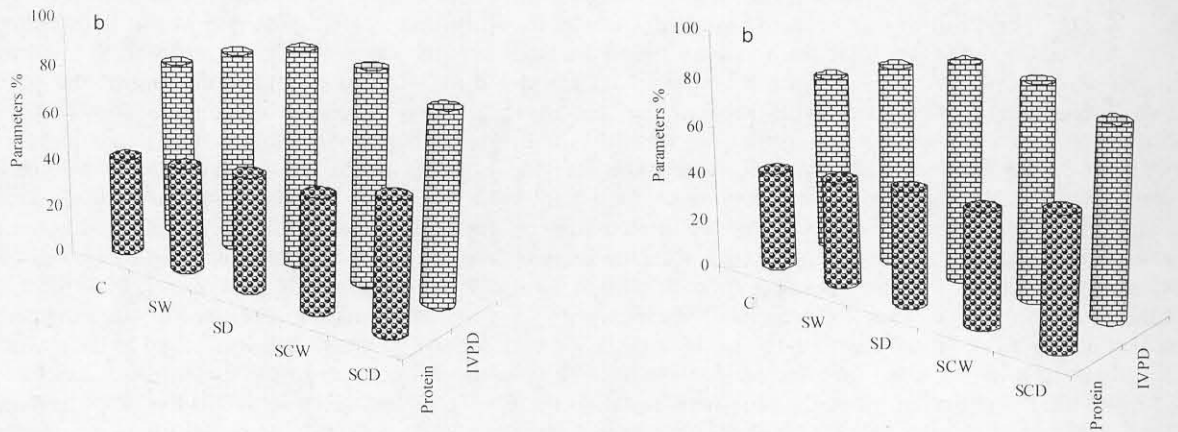 b
100
80
60
40
20
0
Parameters %
C
SW
SD
SCW
SCD
Protein
IVPD
b
100
80
60
40
20
0
Parameters %
C
SW
SD
SCW
SCD
Protein
IVPD